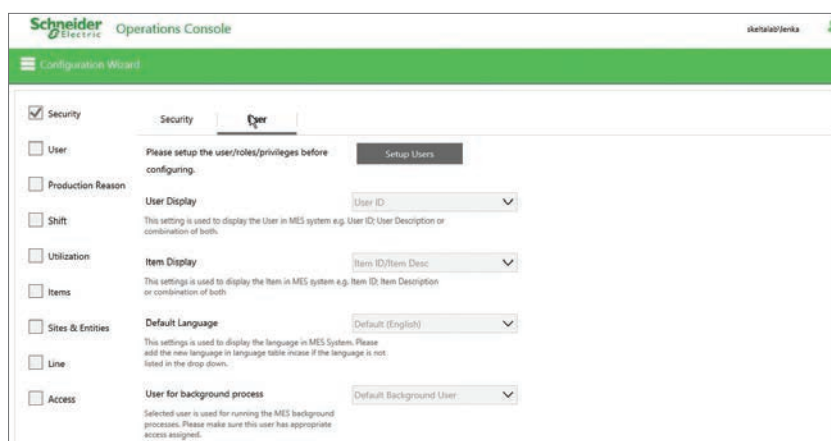 Schneider Electric
Operations Console
skeltalab\Jenka
Configuration Wizard
Security
User
Production Reason
Shift
Utilization
Items
Sites & Entities
Line
Access
Security
User
Please setup the user/roles/privileges before
configuring.
Setup Users
User Display
User ID
This setting is used to display the User in MES system e.g. User ID; User Description or
combination of both.
Item Display
Item ID/Item Desc
This settings is used to display the Item in MES system e.g. Item ID; Item Description
or combination of both
Default Language
Default (English)
This settings is used to display the language in MES System. Please
add the new language in language table incase if the language is not
listed in the drop down.
User for background process
Default Background User
Selected user is used for running the MES background
processes. Please make sure this user has appropriate
access assigned.